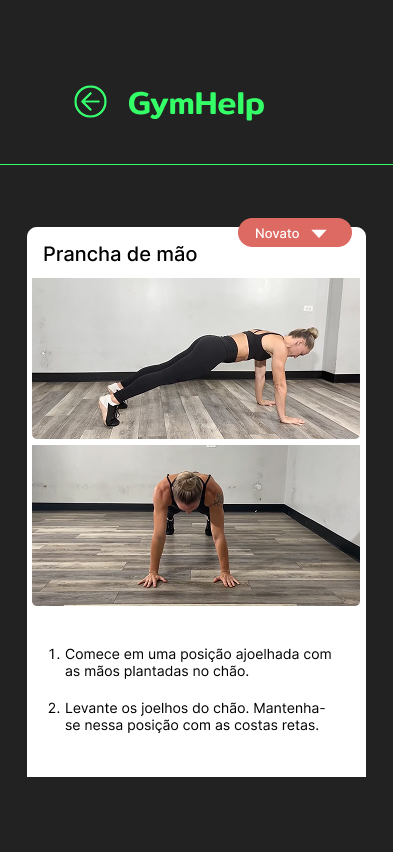 GymHelp
Novato
Prancha de mão
1. Comece em uma posição ajoelhada com
as mãos plantadas no chão.
2. Levante os joelhos do chão. Mantenha-
se nessa posição com as costas retas.